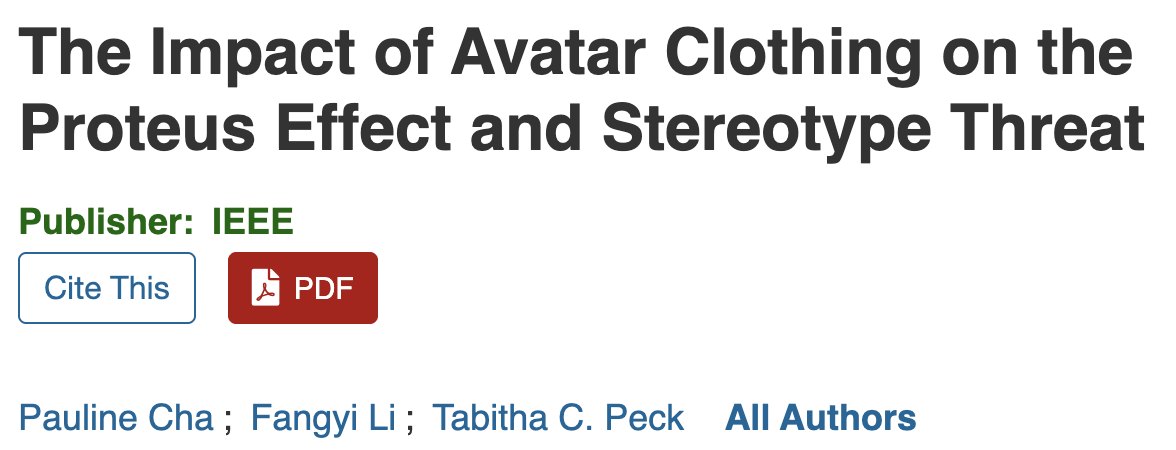 The Impact of Avatar Clothing on the
Proteus Effect and Stereotype Threat
Publisher: IEEE
Cite This PDF
Pauline Cha ; Fangyi Li ; Tabitha C. Peck All Authors